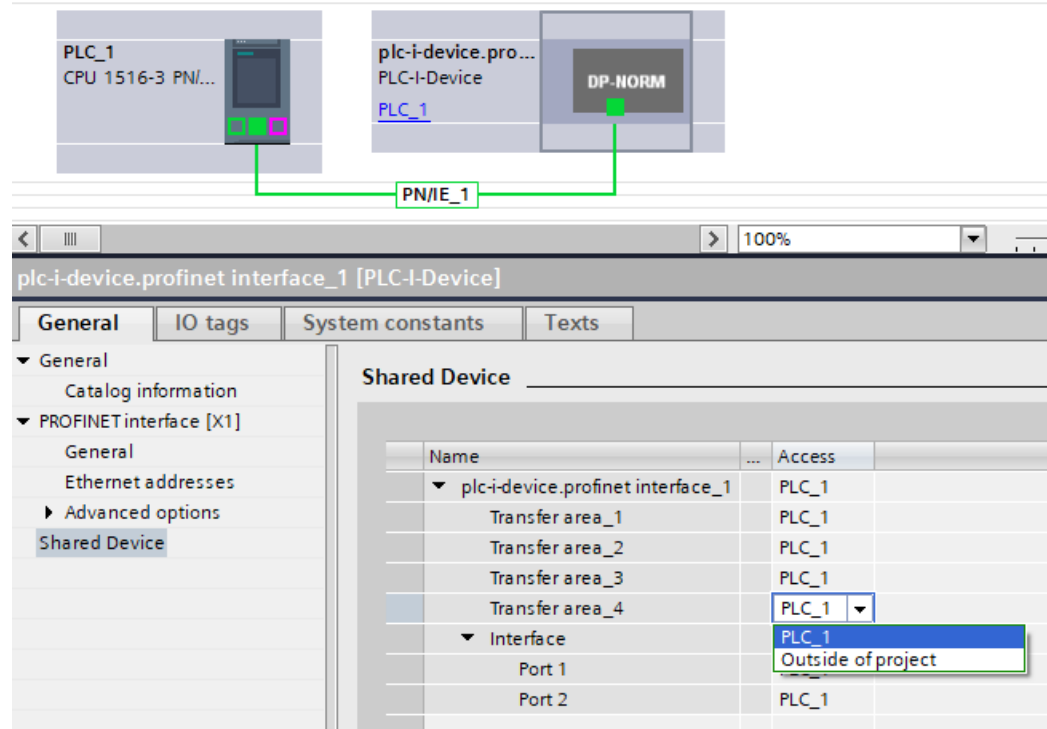 PLC_1
CPU 1516-3 PN/...
plc-i-device.pro...
PLC-I-Device
PLC_1
DP-NORM
PN/IE_1
100%
plc-i-device.profinet interface_1 [PLC-I-Device]
General IO tags System constants Texts
General
Catalog information
PROFINET interface [X1]
General
Ethernet addresses
Advanced options
Shared Device
Shared Device
Name ... Access
plc-i-device.profinet interface_1 PLC_1
Transfer area_1 PLC_1
Transfer area_2 PLC_1
Transfer area_3 PLC_1
Transfer area_4 PLC_1
Interface PLC_1
Port 1 Outside of project
Port 2 PLC_1